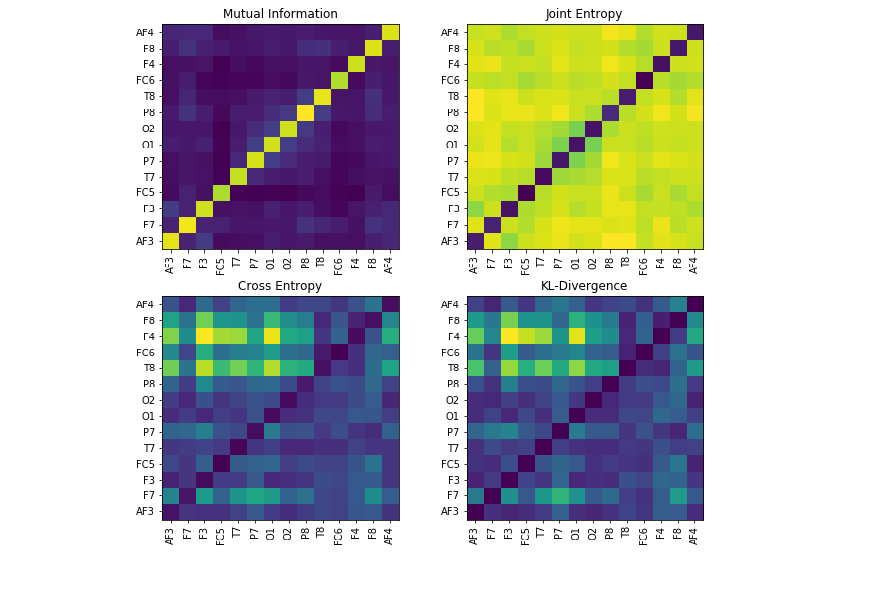 Mutual Information
AF4
F8
F4
FC6
T8
P8
O2
O1
P7
T7
FC5
F3
F7
AF3
AF3 F7 F3 FC5 T7 P7 O1 O2 P8 T8 FC6 F4 F8 AF4
Joint Entropy
AF4
F8
F4
FC6
T8
P8
O2
O1
P7
T7
FC5
F3
F7
AF3
AF3 F7 F3 FC5 T7 P7 O1 O2 P8 T8 FC6 F4 F8 AF4
Cross Entropy
AF4
F8
F4
FC6
T8
P8
O2
O1
P7
T7
FC5
F3
F7
AF3
AF3 F7 F3 FC5 T7 P7 O1 O2 P8 T8 FC6 F4 F8 AF4
KL-Divergence
AF4
F8
F4
FC6
T8
P8
O2
O1
P7
T7
FC5
F3
F7
AF3
AF3 F7 F3 FC5 T7 P7 O1 O2 P8 T8 FC6 F4 F8 AF4